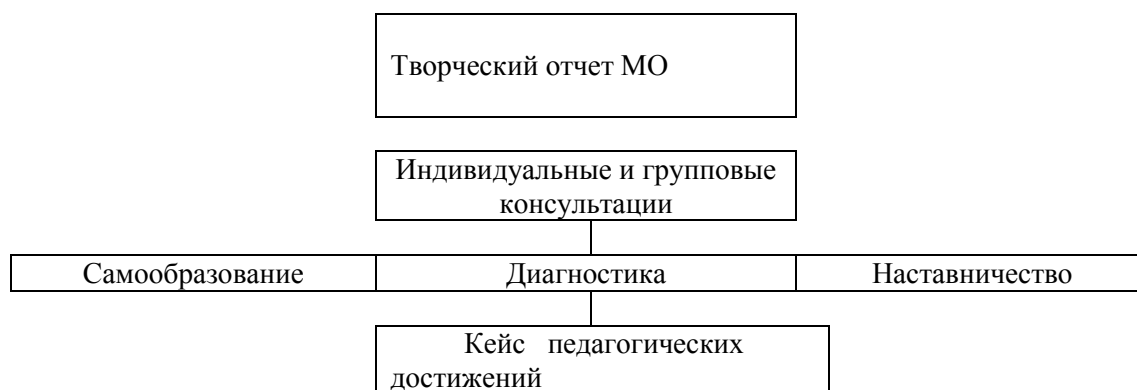 Творческий отчет МО
Индивидуальные и групповые
консультации
Самообразование Диагностика Наставничество
Кейс педагогических
достижений